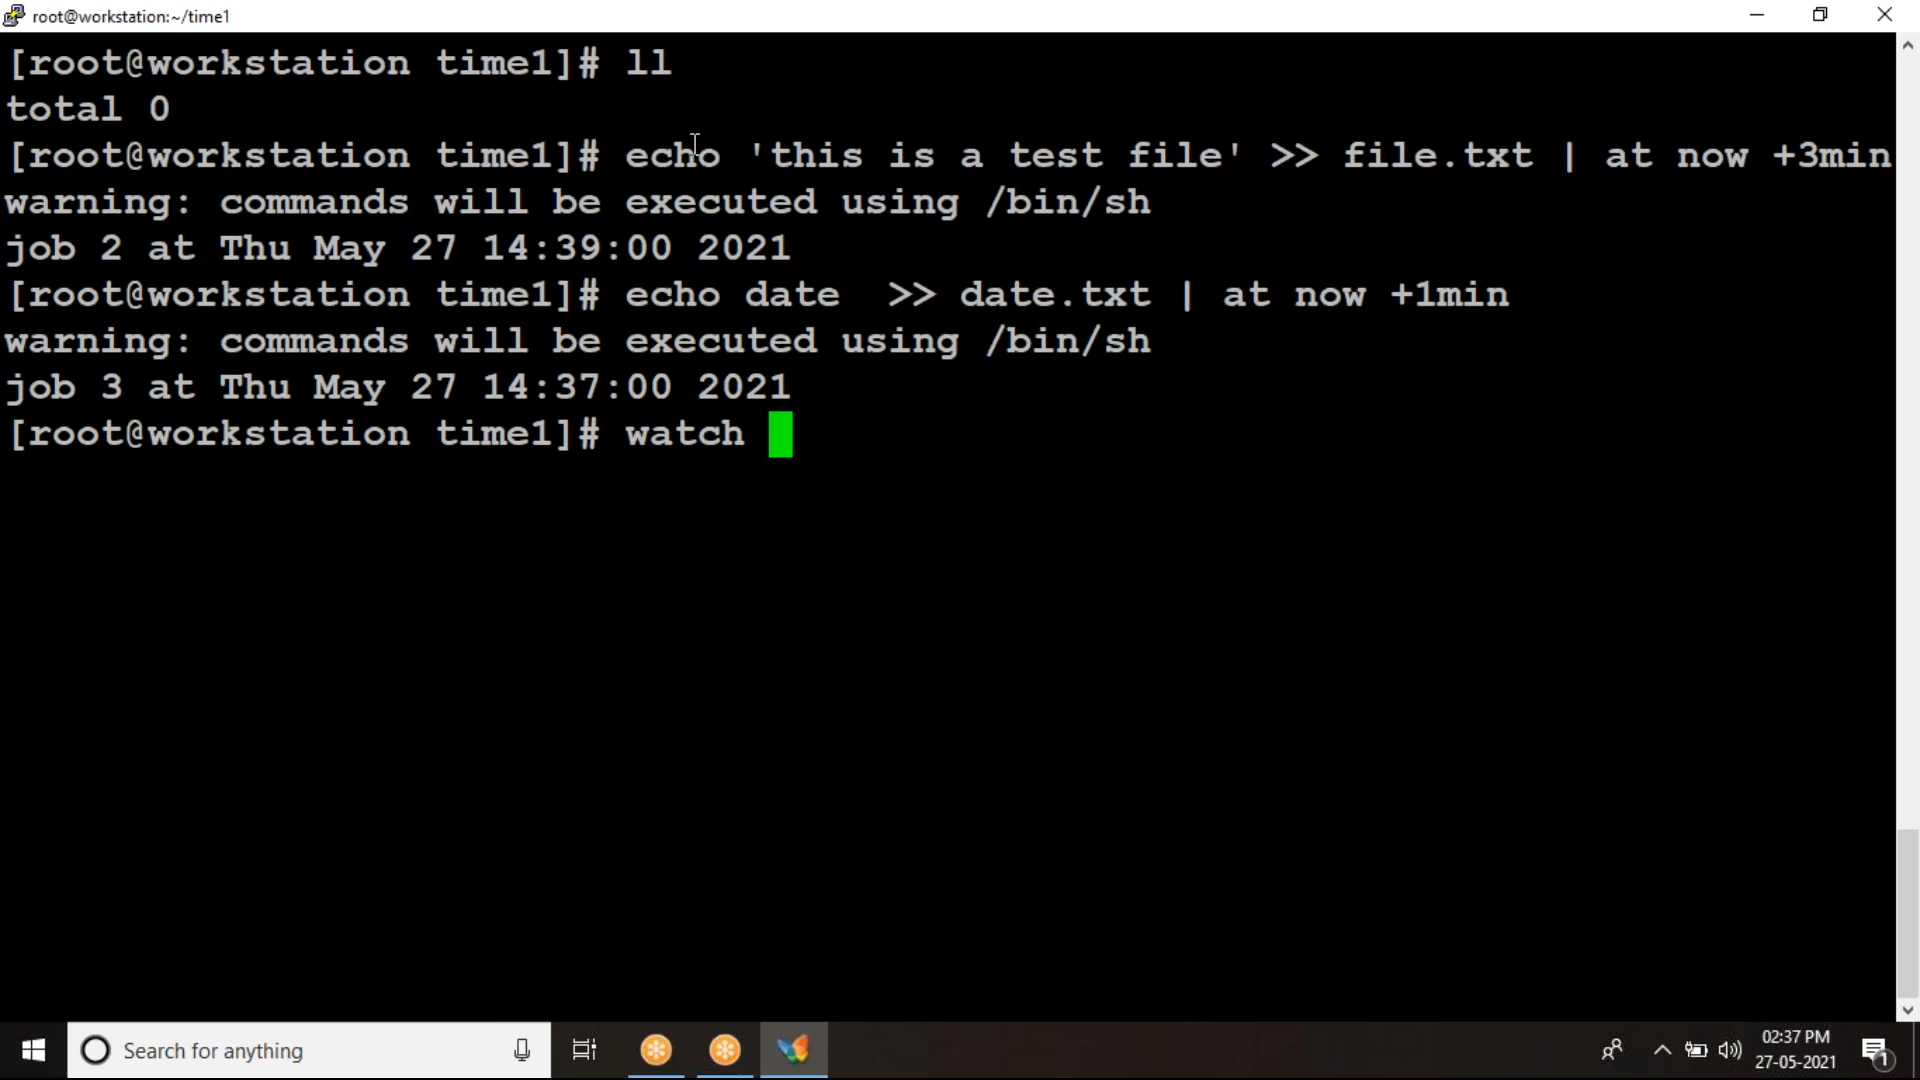 root@workstation:~/time1
[root@workstation time1]# ll
total 0
[root@workstation time1]# echo 'this is a test file' >> file.txt | at now +3min
warning: commands will be executed using /bin/sh
job 2 at Thu May 27 14:39:00 2021
[root@workstation time1]# echo date  >> date.txt | at now +1min
warning: commands will be executed using /bin/sh
job 3 at Thu May 27 14:37:00 2021
[root@workstation time1]# watch
Search for anything
02:37 PM
27-05-2021
1